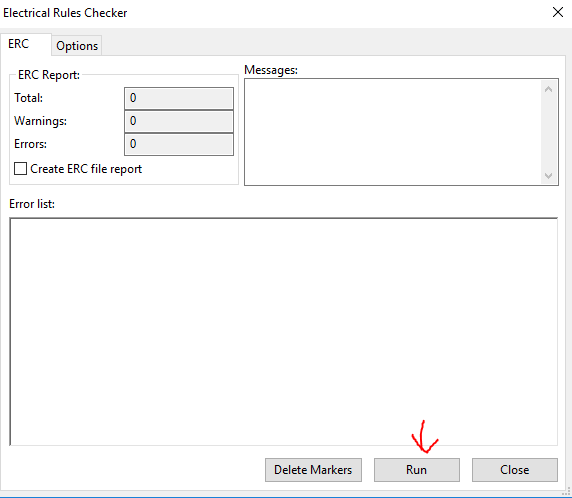 Electrical Rules Checker
ERC Options
ERC Report:
Total: 0
Warnings: 0
Errors: 0
Create ERC file report
Messages:
Error list:
Delete Markers Run Close